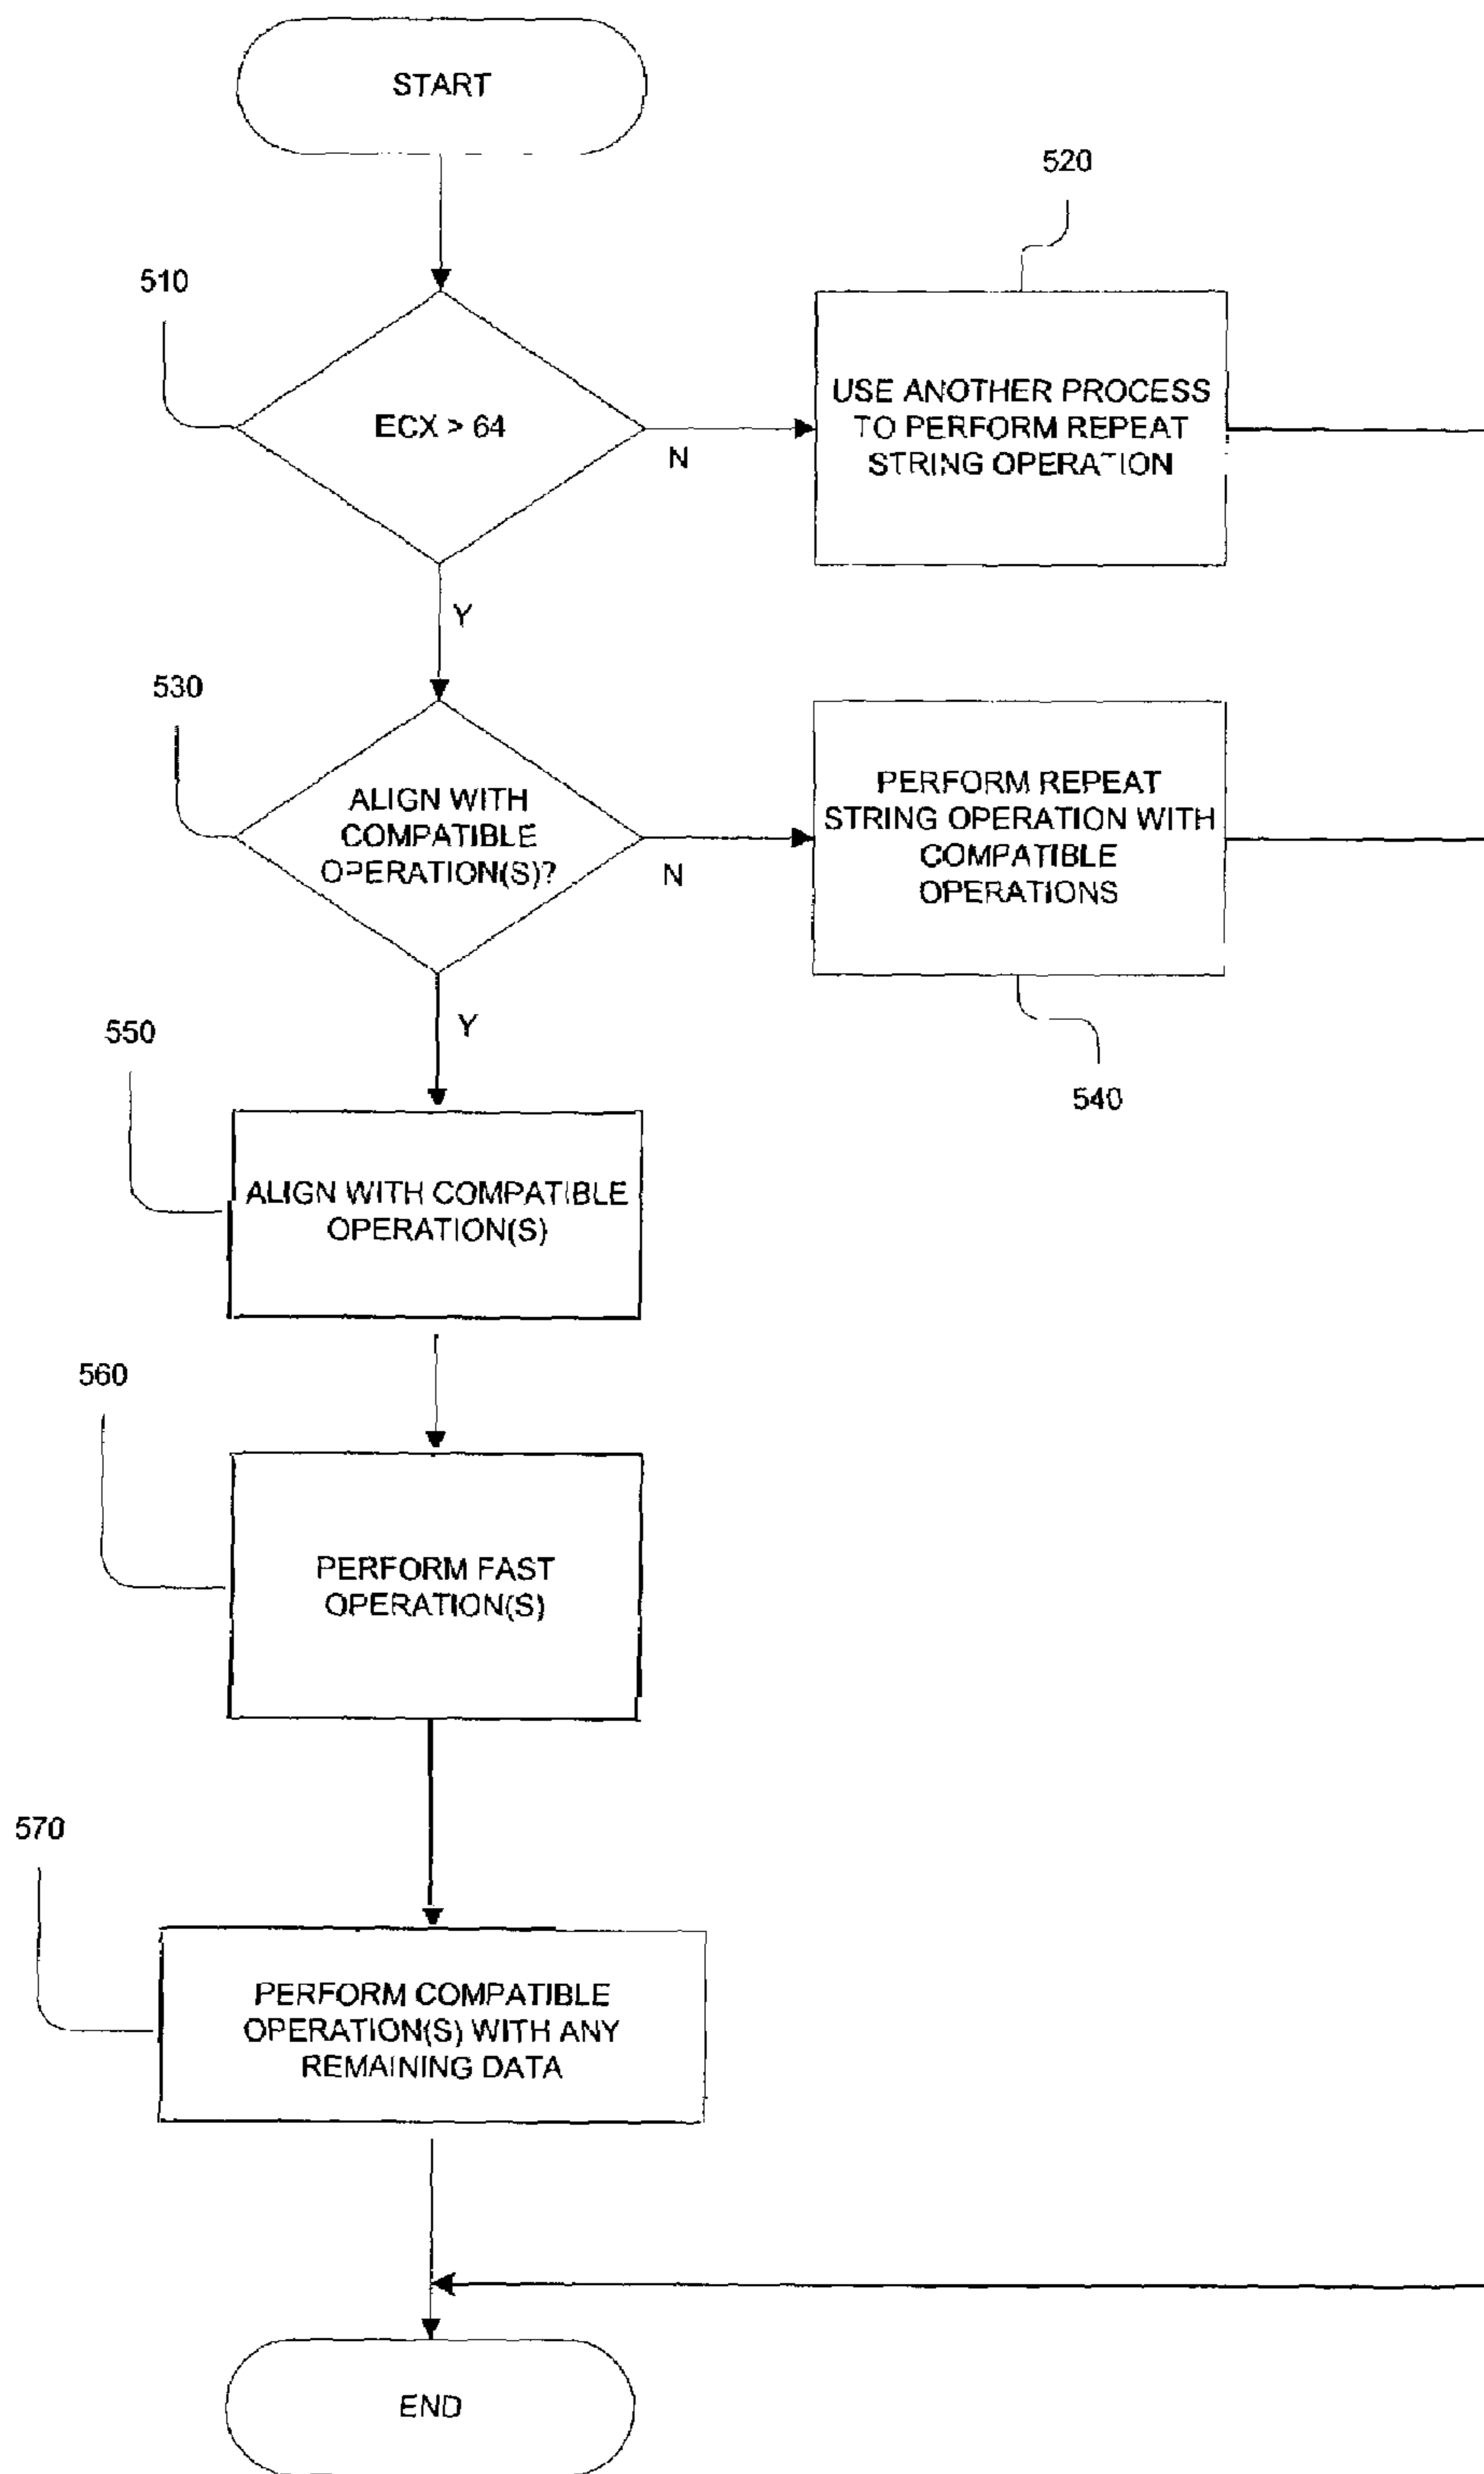 START
520
510
ECX > 64
USE ANOTHER PROCESS
TO PERFORM REPEAT
STRING OPERATION
N
Y
530
ALIGN WITH
COMPATIBLE
OPERATION(S)?
PERFORM REPEAT
STRING OPERATION WITH
COMPATIBLE
OPERATIONS
N
Y
550
540
ALIGN WITH COMPATIBLE
OPERATION(S)
560
PERFORM FAST
OPERATION(S)
570
PERFORM COMPATIBLE
OPERATION(S) WITH ANY
REMAINING DATA
END